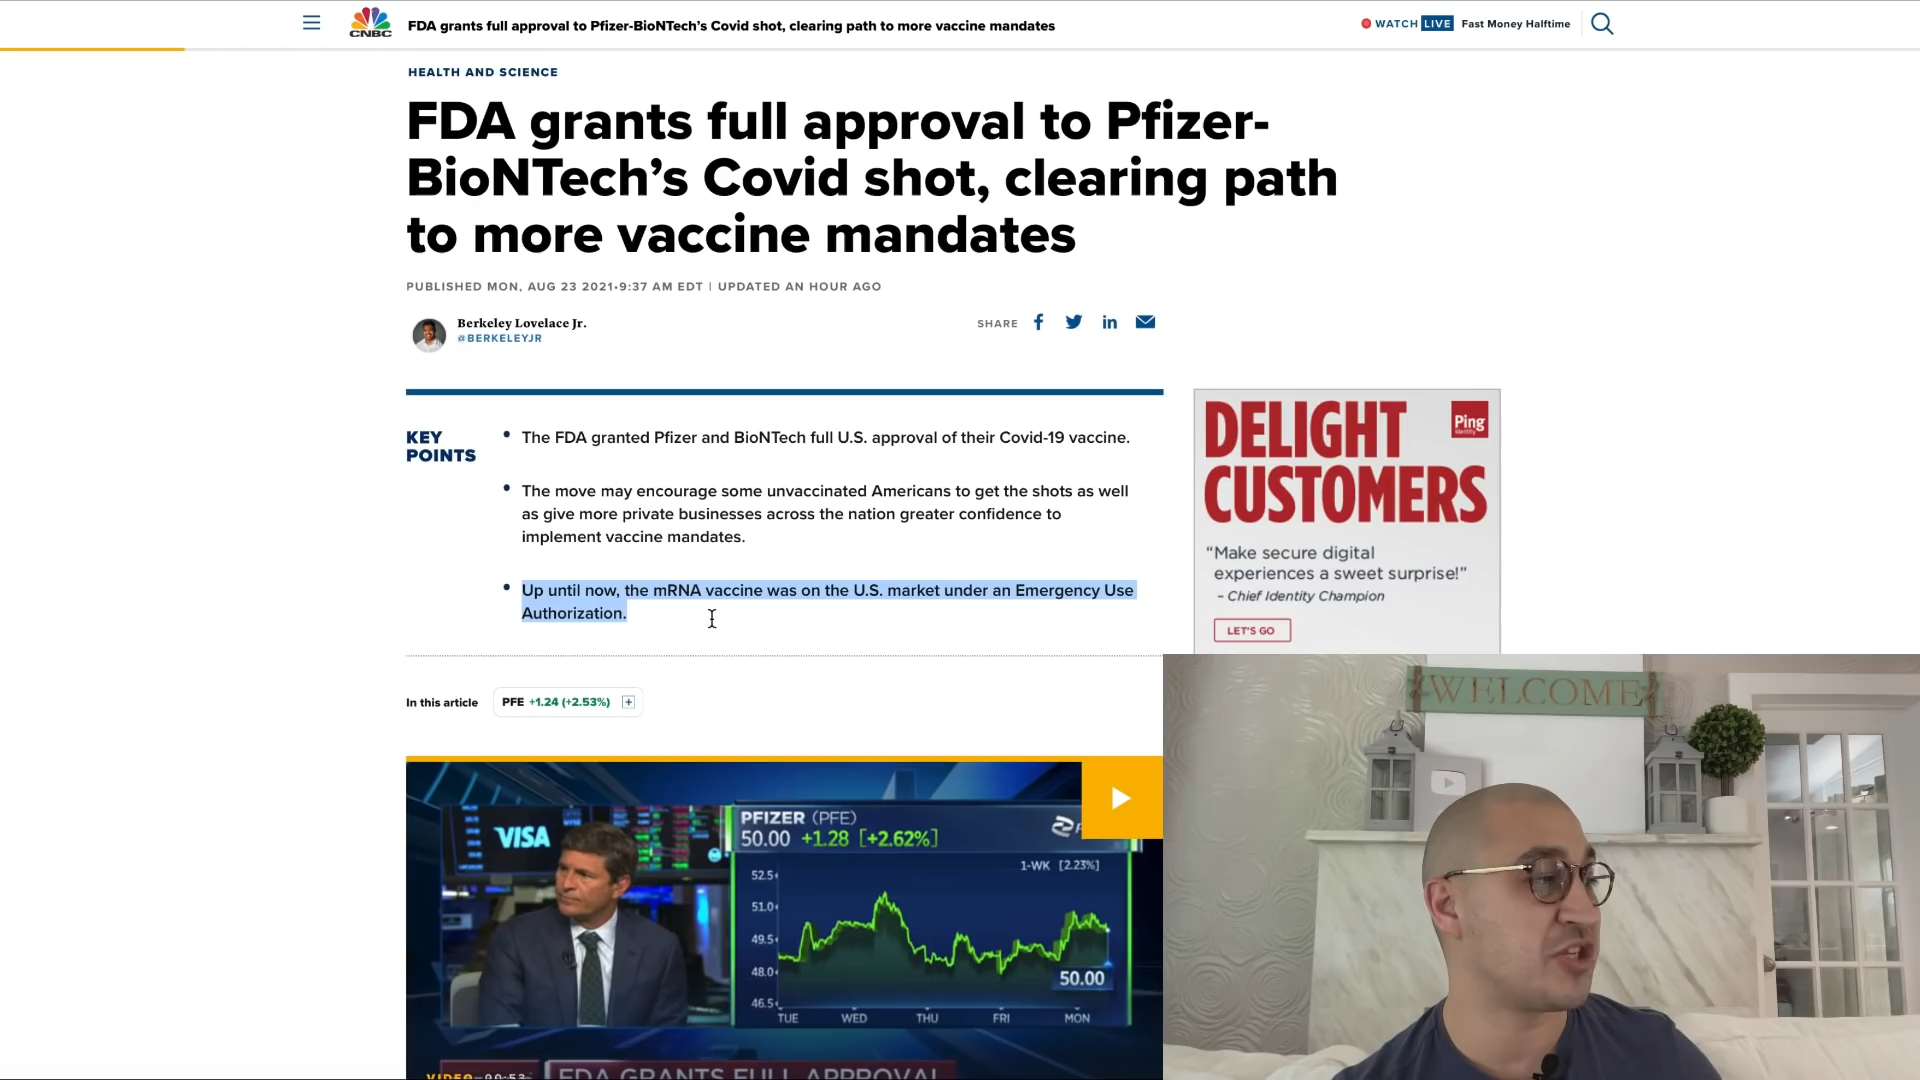 CNBC
FDA grants full approval to Pfizer-BioNTech’s Covid shot, clearing path to more vaccine mandates
WATCH LIVE Fast Money Halftime
HEALTH AND SCIENCE
FDA grants full approval to Pfizer-
BioNTech’s Covid shot, clearing path
to more vaccine mandates
PUBLISHED MON, AUG 23 2021•9:37 AM EDT | UPDATED AN HOUR AGO
Berkeley Lovelace Jr.
@BERKELEYJR
SHARE
KEY
POINTS
The FDA granted Pfizer and BioNTech full U.S. approval of their Covid-19 vaccine.
The move may encourage some unvaccinated Americans to get the shots as well
as give more private businesses across the nation greater confidence to
implement vaccine mandates.
Up until now, the mRNA vaccine was on the U.S. market under an Emergency Use
Authorization.
DELIGHT
CUSTOMERS
Ping
Identity
“Make secure digital
experiences a sweet surprise!”
– Chief Identity Champion
LET'S GO
In this article
PFE +1.24 (+2.53%)
VISA
PFIZER (PFE)
50.00 +1.28 [+2.62%]
1-WK [2.23%]
52.5
51.0
49.5
48.0
46.5
50.00
TUE WED THU FRI MON
VIDEO 00:53
FDA GRANTS FULL APPROVAL
WELCOME